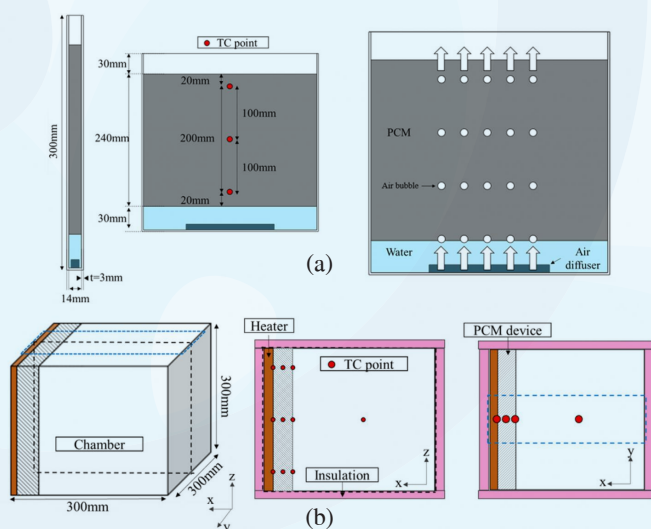 TC point
30mm
20mm
100mm
300mm
240mm
200mm
100mm
20mm
30mm
t=3mm
14mm
PCM
Air bubble
Water
Air
diffuser
(a)
Heater
PCM device
TC point
300mm
Chamber
300mm
300mm
Insulation
z
x
y
z
x
y
x
(b)